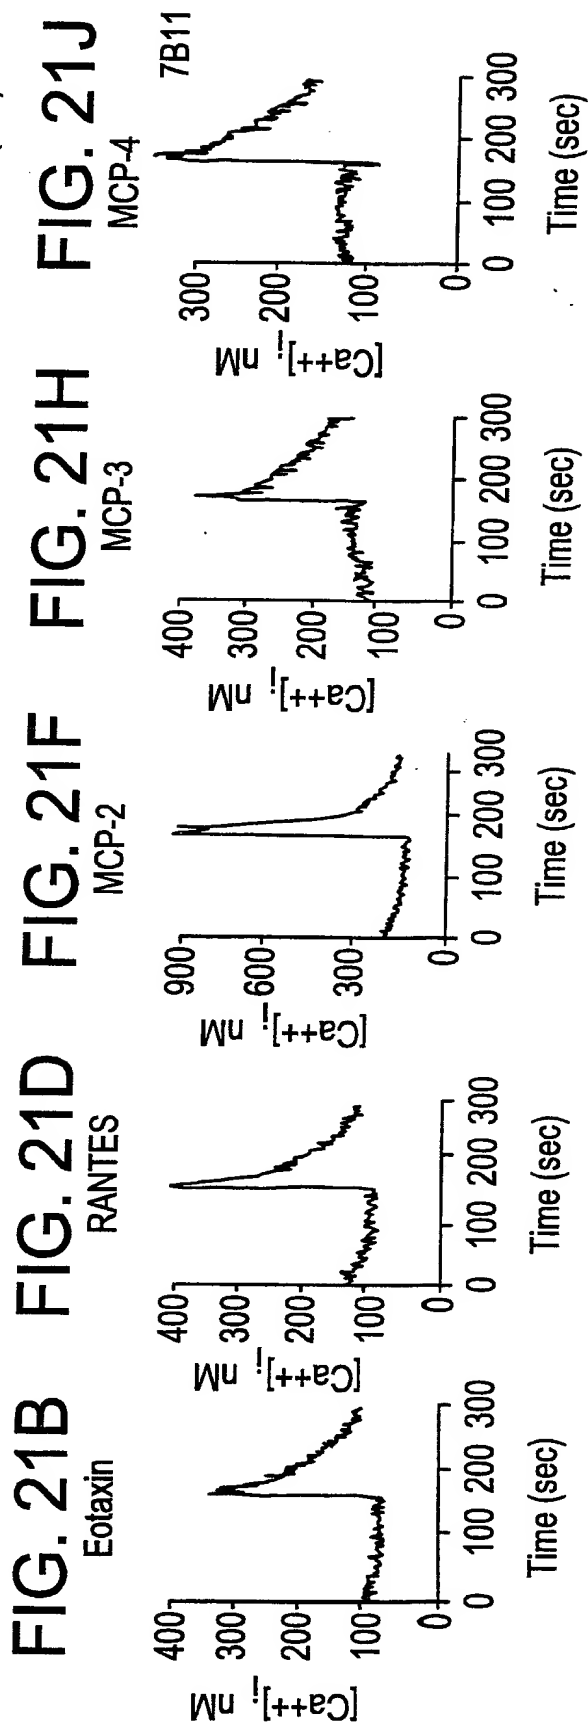 FIG. 21B
Eotaxin
[Ca++]i, nM
400
300
200
100
0
0 100 200 300
Time (sec)
FIG. 21D
RANTES
[Ca++]i, nM
400
300
200
100
0
0 100 200 300
Time (sec)
FIG. 21F
MCP-2
[Ca++]i, nM
900
600
300
0
0 100 200 300
Time (sec)
FIG. 21H
MCP-3
[Ca++]i, nM
400
300
200
100
0
0 100 200 300
Time (sec)
FIG. 21J
MCP-4
7B11
[Ca++]i, nM
300
200
100
0
0 100 200 300
Time (sec)